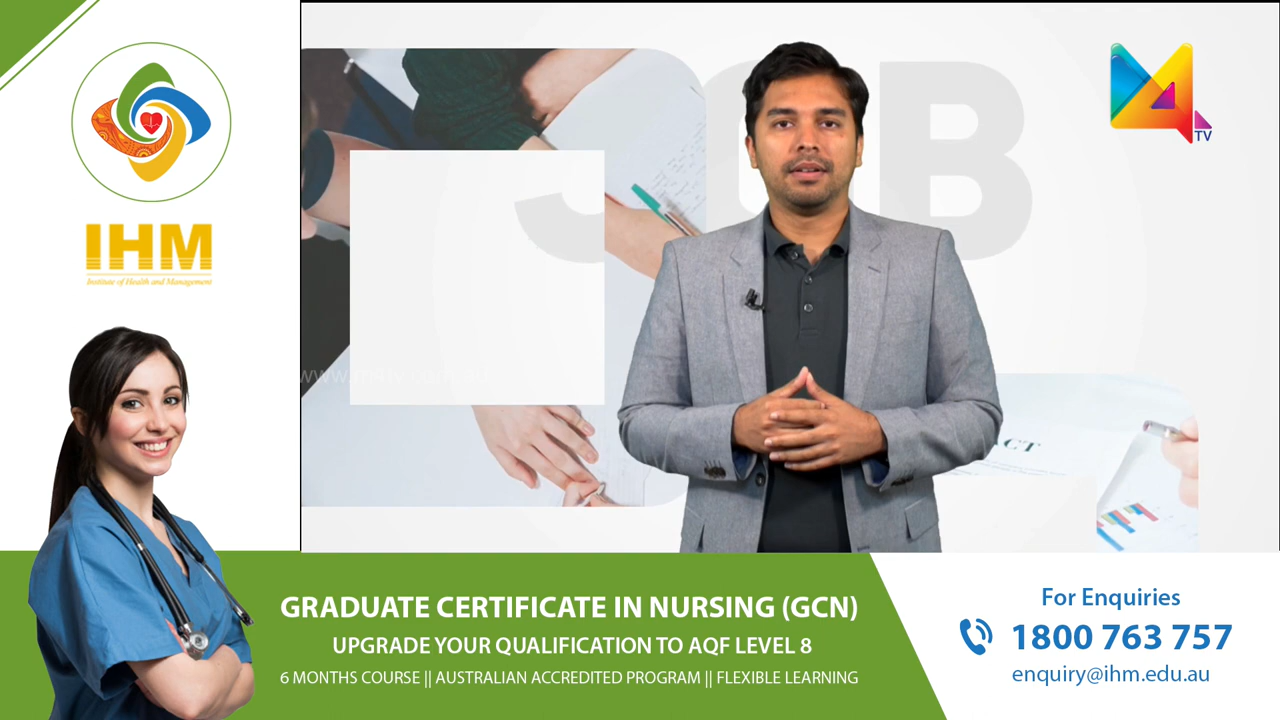 IHM
Institute of Health and Management
JOB
TV
GRADUATE CERTIFICATE IN NURSING (GCN)
UPGRADE YOUR QUALIFICATION TO AQF LEVEL 8
6 MONTHS COURSE || AUSTRALIAN ACCREDITED PROGRAM || FLEXIBLE LEARNING
For Enquiries
1800 763 757
enquiry@ihm.edu.au